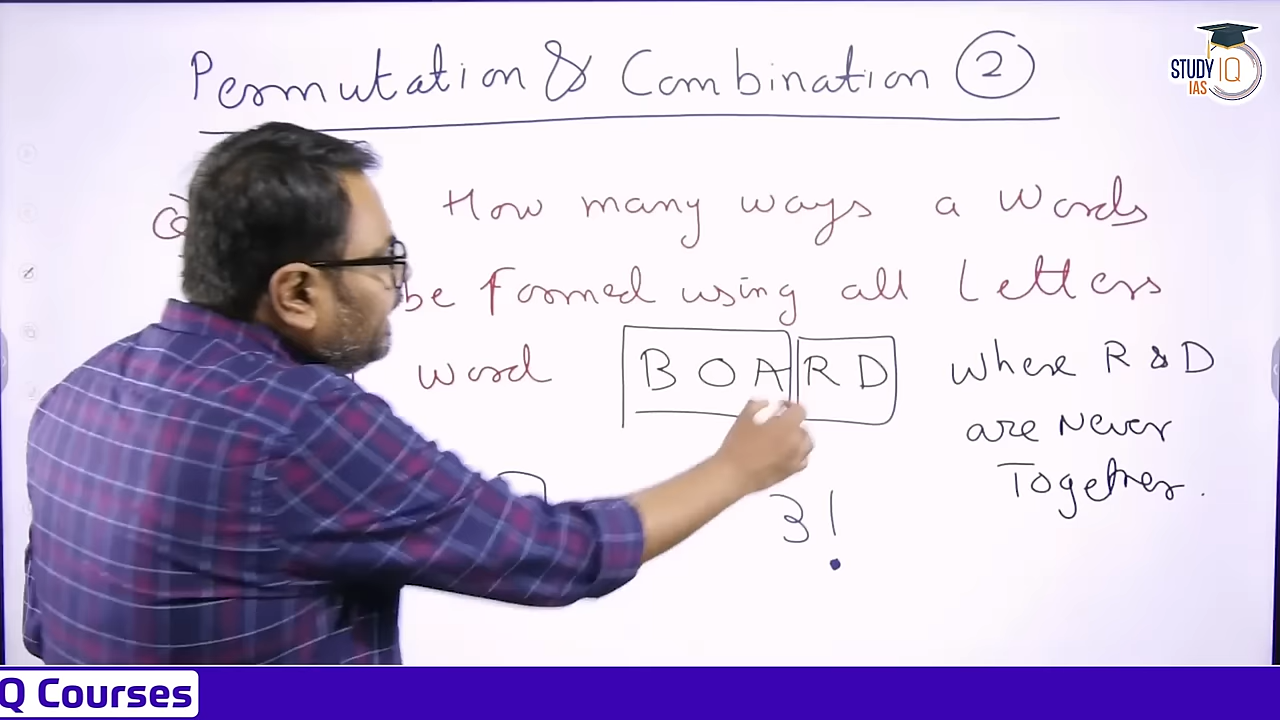 Permutation & Combination 2
STUDY IQ
IAS
How many ways a words
be formed using all letters
word BOARD where R & D
are Never
Together.
3!
Q Courses